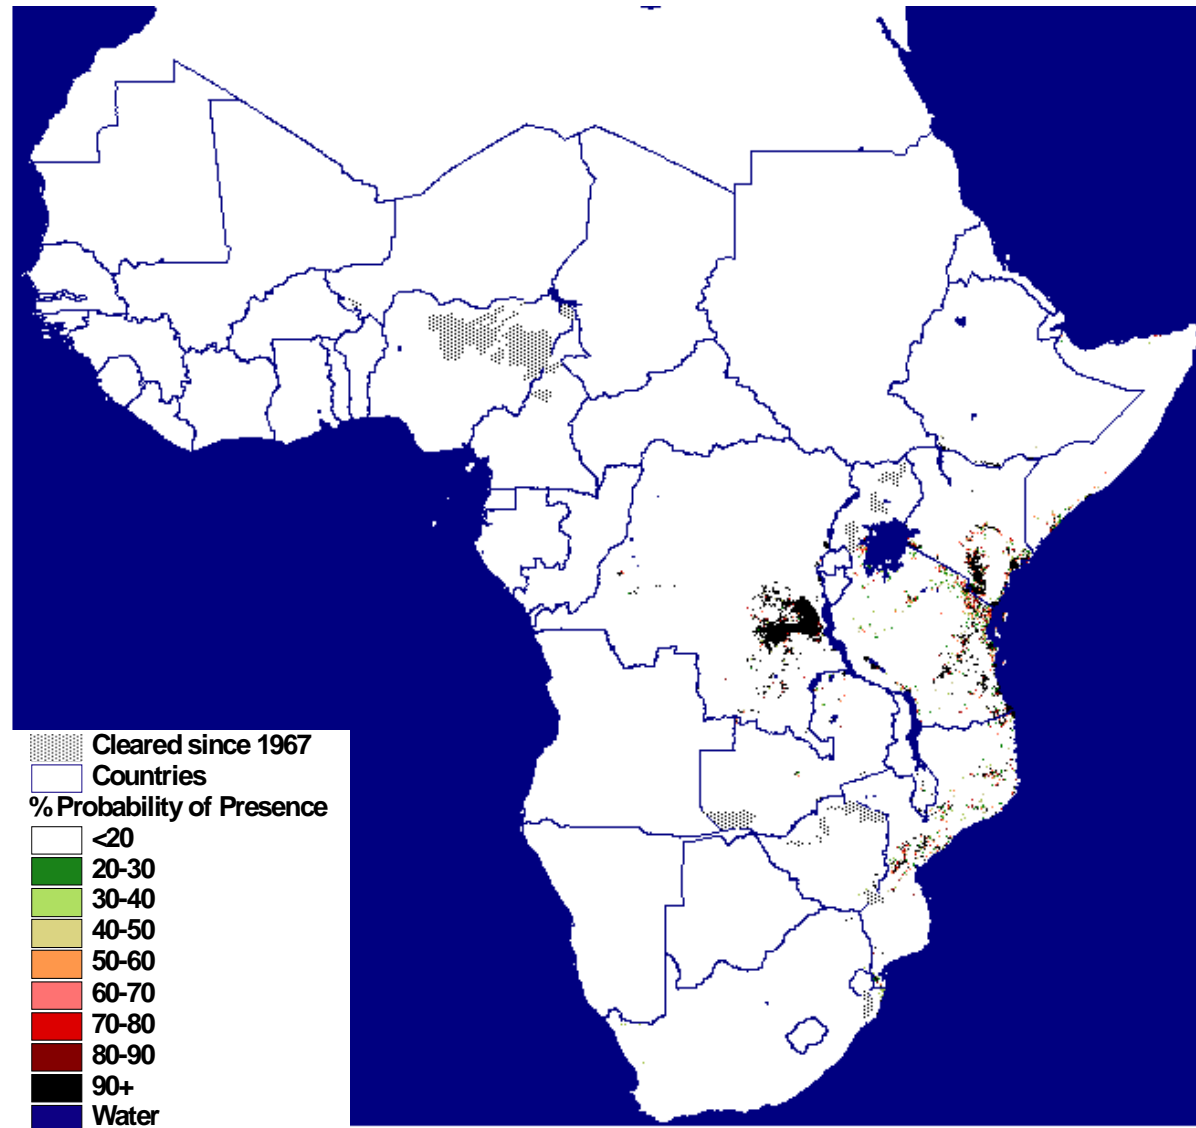 Cleared since 1967
Countries
% Probability of Presence
<20
20-30
30-40
40-50
50-60
60-70
70-80
80-90
90+
Water